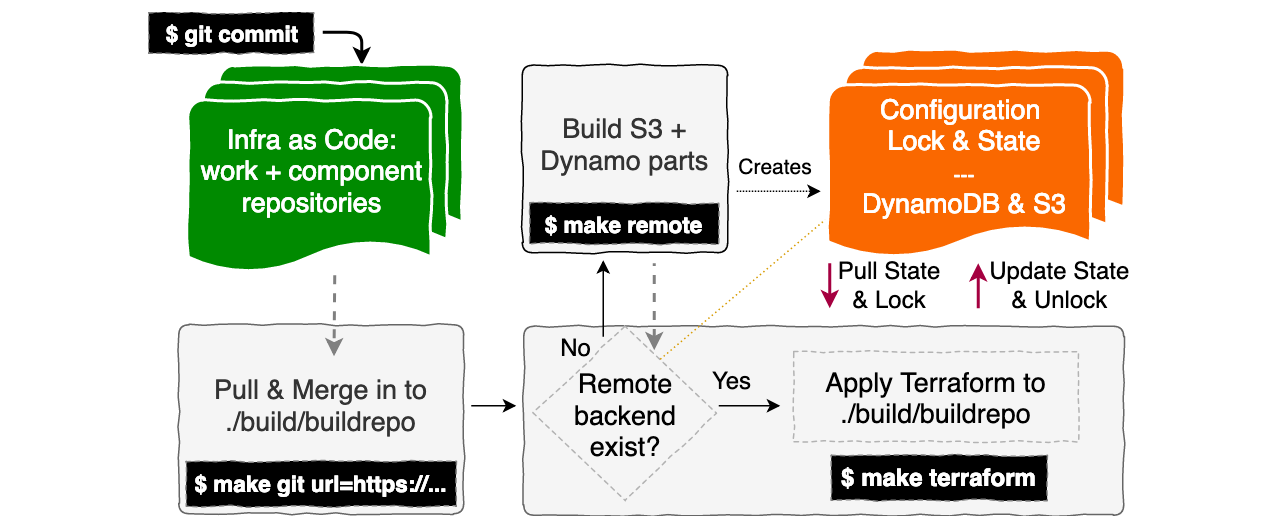 $ git commit
Infra as Code:
work + component
repositories
Build S3 +
Dynamo parts
$ make remote
Creates
Configuration
Lock & State
---
DynamoDB & S3
Pull State
& Lock
Update State
& Unlock
Pull & Merge in to
./build/buildrepo
$ make git url=https://...
No
Remote
backend
exist?
Yes
Apply Terraform to
./build/buildrepo
$ make terraform